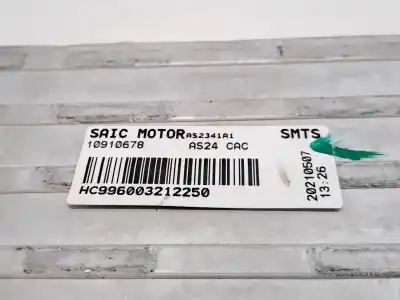 SAIC MOTOR AS2341A1 SMTS
10910678 AS24 CAC
HC996003212250
20210507
13:26